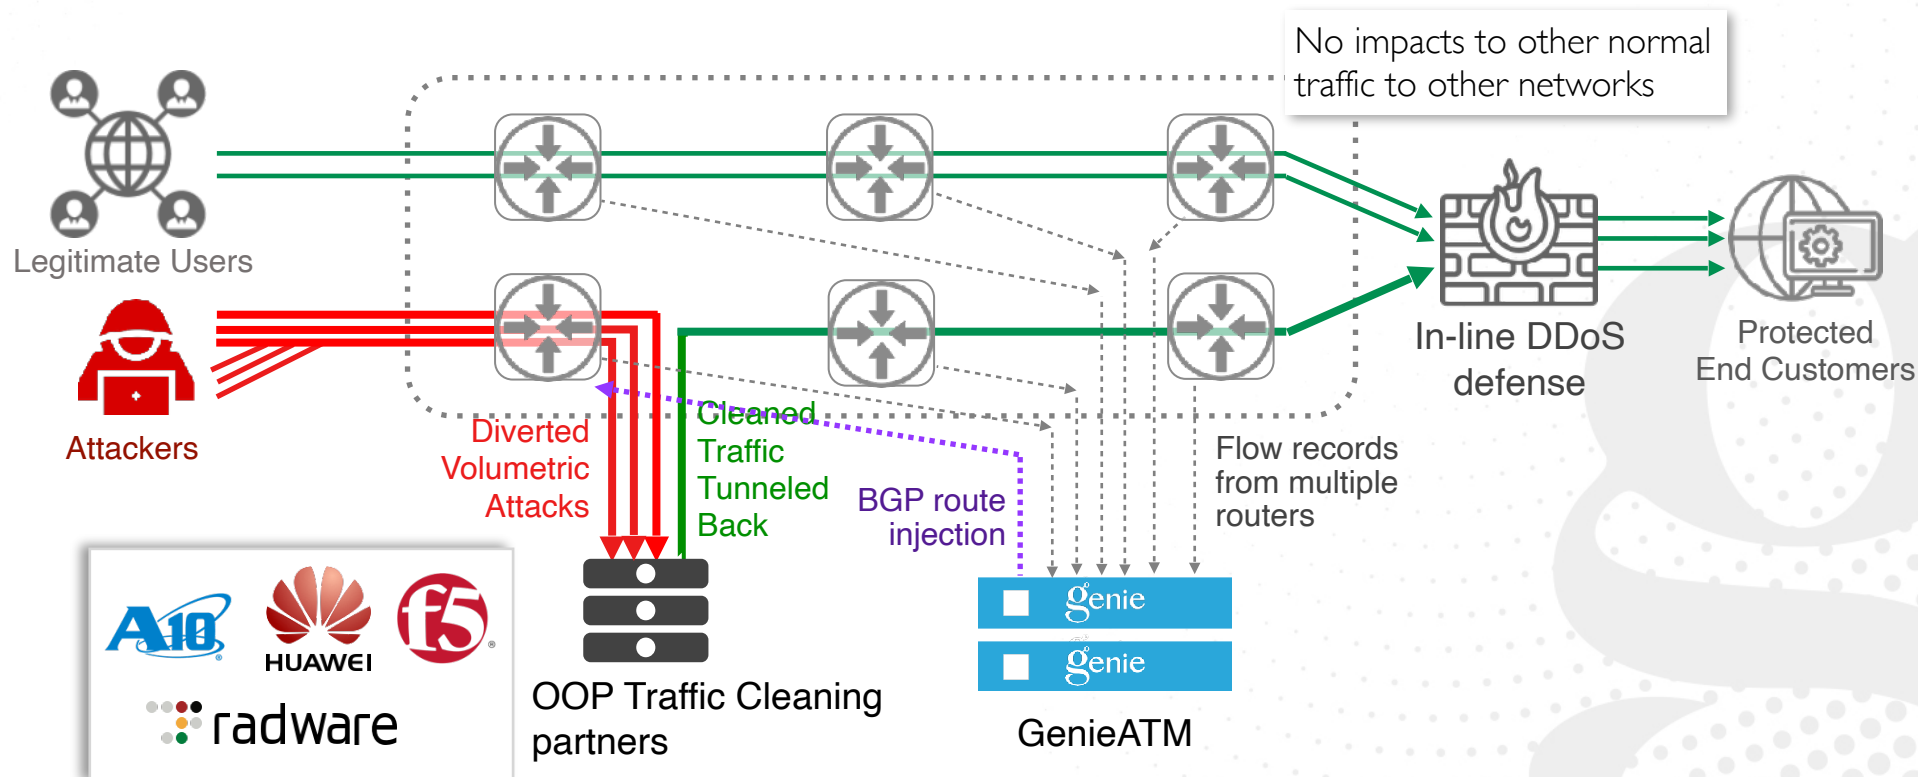 No impacts to other normal
traffic to other networks
Legitimate Users
Attackers
Diverted
Volumetric
Attacks
Cleaned
Traffic
Tunneled
Back
BGP route
injection
Flow records
from multiple
routers
In-line DDoS
defense
Protected
End Customers
A10
HUAWEI
f5
radware
OOP Traffic Cleaning
partners
genie
genie
GenieATM